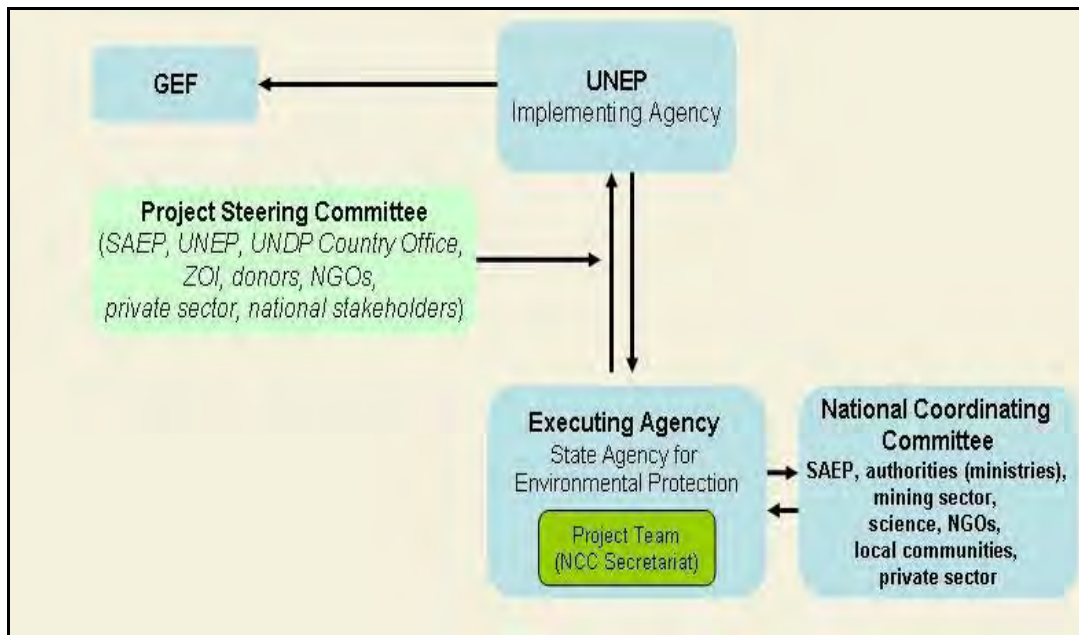 GEF
UNEP
Implementing Agency
Project Steering Committee
(SAEP, UNEP, UNDP Country Office,
ZOI, donors, NGOs,
private sector, national stakeholders)
Executing Agency
State Agency for
Environmental Protection
Project Team
(NCC Secretariat)
National Coordinating
Committee
SAEP, authorities (ministries),
mining sector,
science, NGOs,
local communities,
private sector